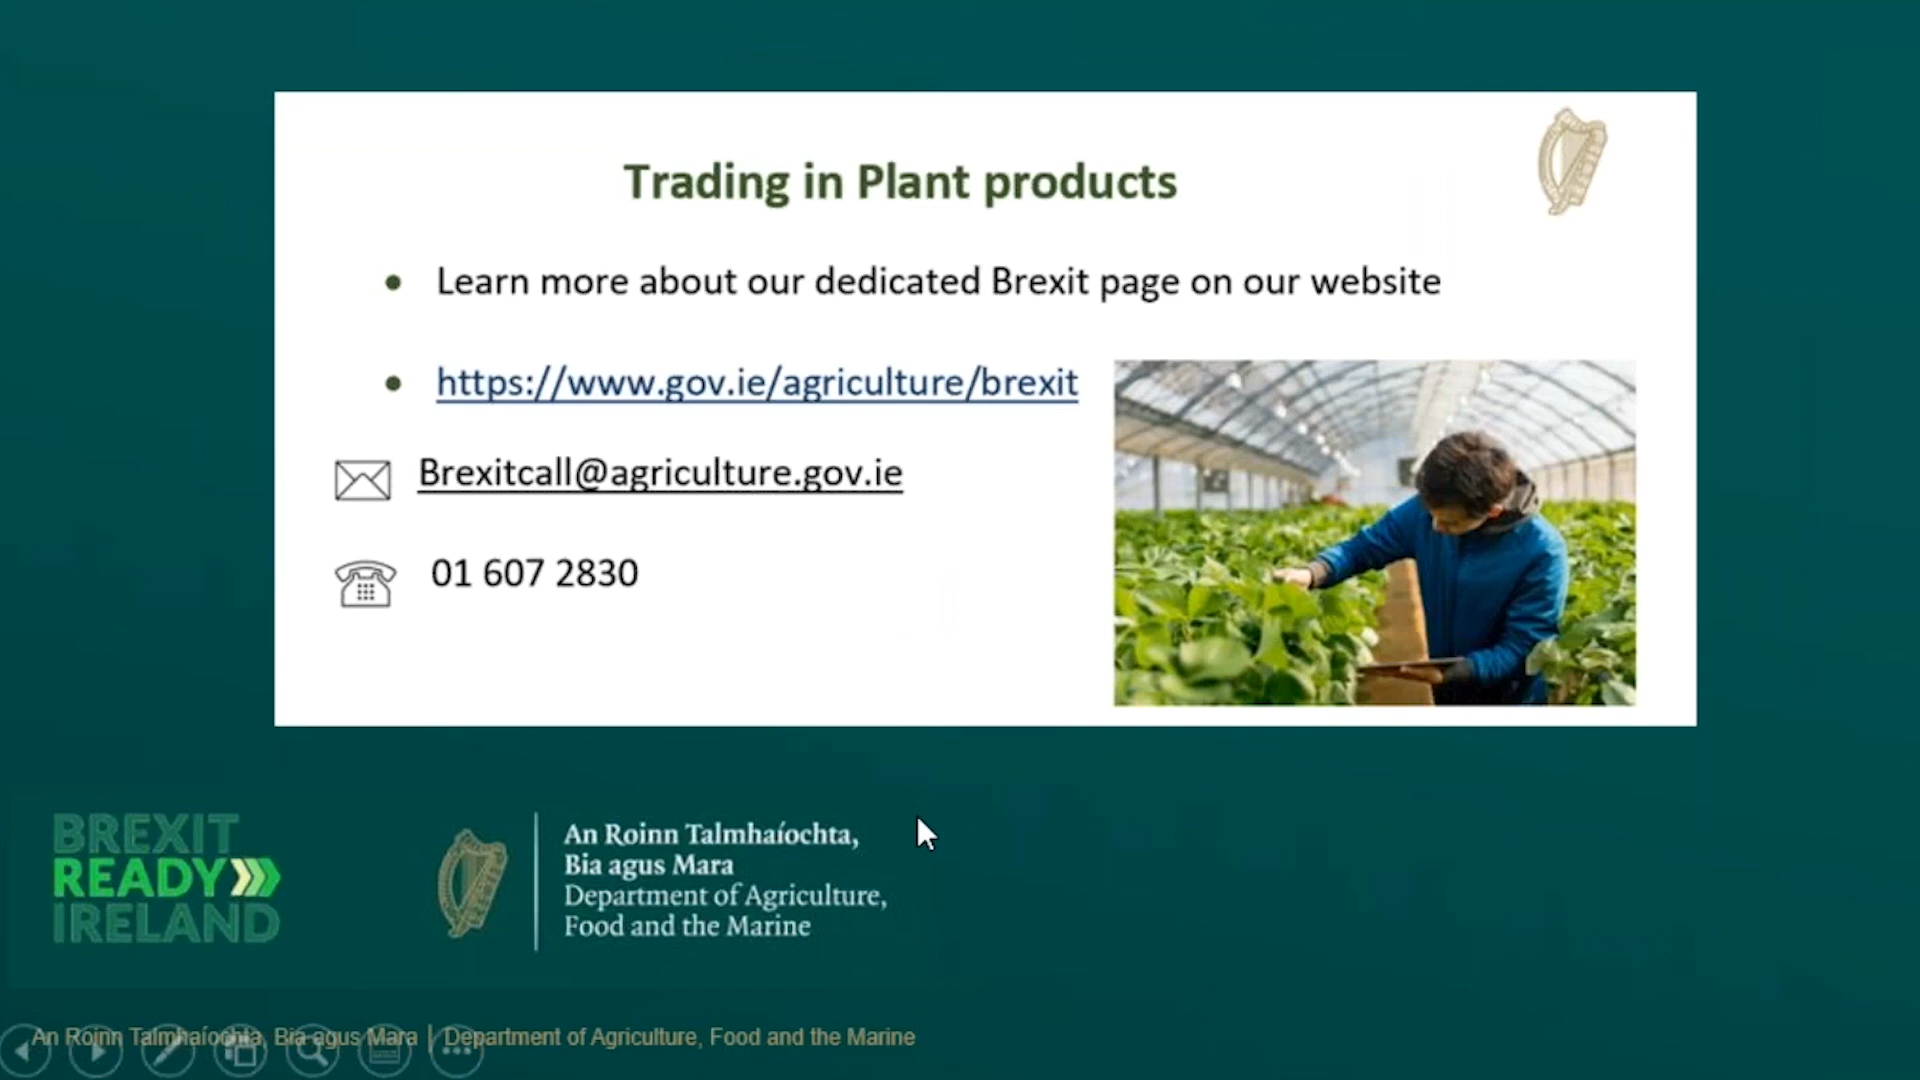 Trading in Plant products
Learn more about our dedicated Brexit page on our website
https://www.gov.ie/agriculture/brexit
Brexitcall@agriculture.gov.ie
01 607 2830
BREXIT
READY
IRELAND
An Roinn Talmhaíochta,
Bia agus Mara
Department of Agriculture,
Food and the Marine
An Roinn Talmhaíochta, Bia agus Mara | Department of Agriculture, Food and the Marine